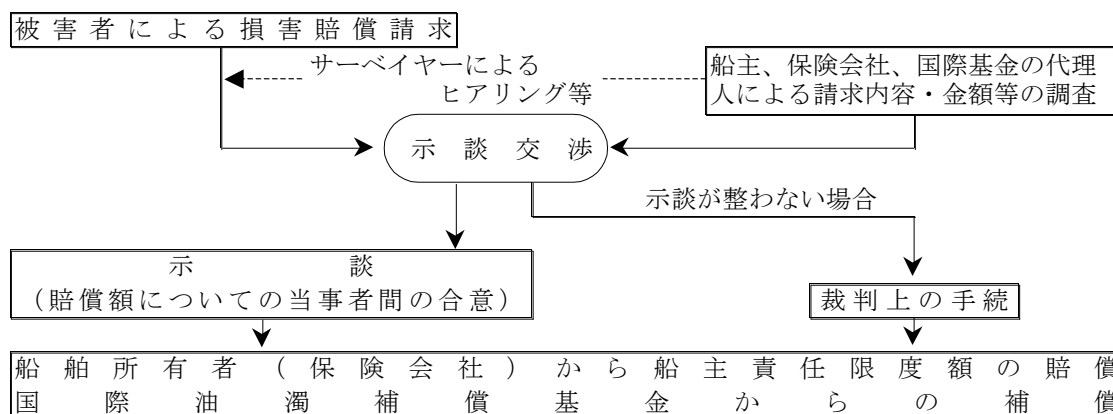 被害者による損害賠償請求
サーベイヤーによる
ヒアリング等
船主、保険会社、国際基金の代理
人による請求内容・金額等の調査
示談交渉
示談が整わない場合
示談
(賠償額についての当事者間の合意)
裁判上の手続
船舶所有者(保険会社)から船主責任限度額の賠償
国際油濁補償基金からの補償